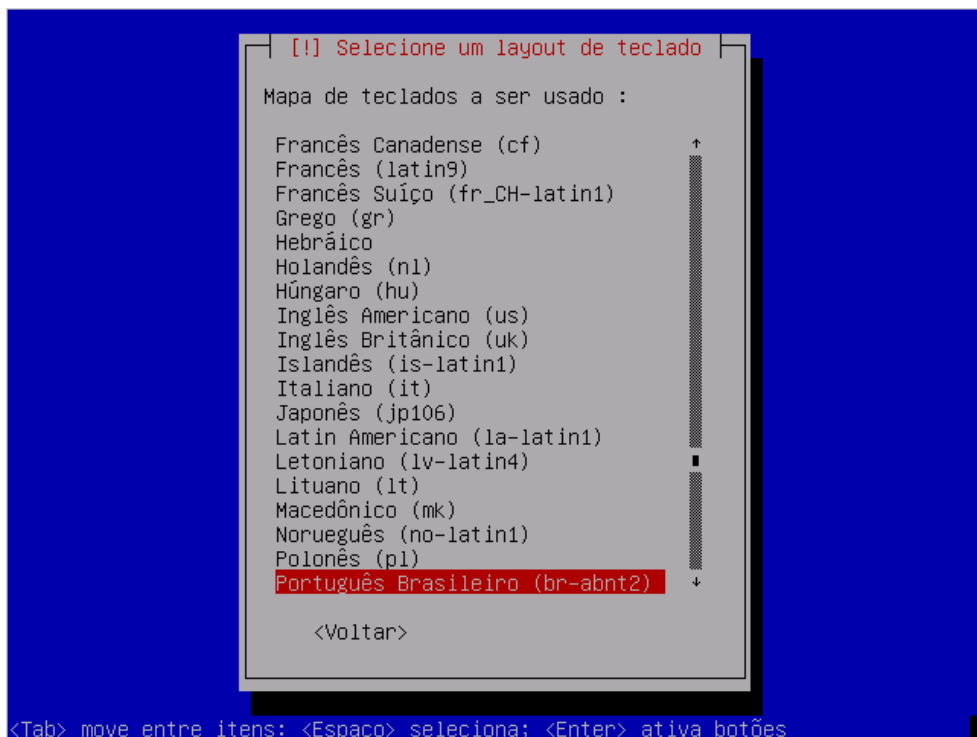 [!] Selecione um layout de teclado
Mapa de teclados a ser usado :
Francês Canadense (cf)
Francês (latin9)
Francês Suíço (fr_CH-latin1)
Grego (gr)
Hebráico
Holandês (nl)
Húngaro (hu)
Inglês Americano (us)
Inglês Britânico (uk)
Islandês (is-latin1)
Italiano (it)
Japonês (jp106)
Latin Americano (la-latin1)
Letoniano (lv-latin4)
Lituano (lt)
Macedônico (mk)
Norueguês (no-latin1)
Polonês (pl)
Português Brasileiro (br-abnt2)
<Voltar>
<Tab> move entre itens: <Espaço> seleciona; <Enter> ativa botões